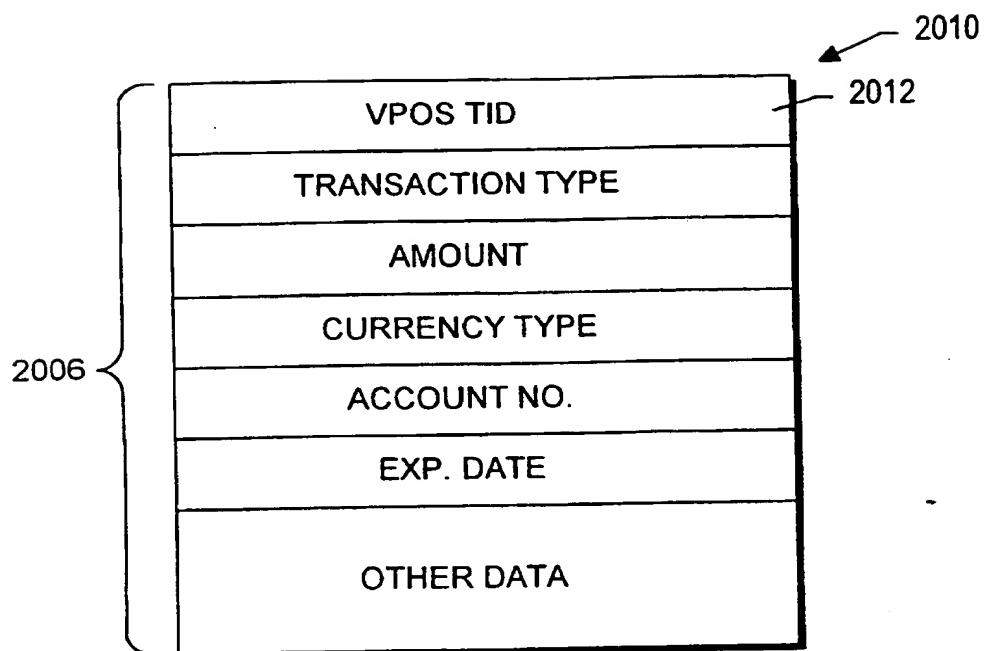 2010
2012
VPOS TID
TRANSACTION TYPE
AMOUNT
CURRENCY TYPE
2006
ACCOUNT NO.
EXP. DATE
OTHER DATA